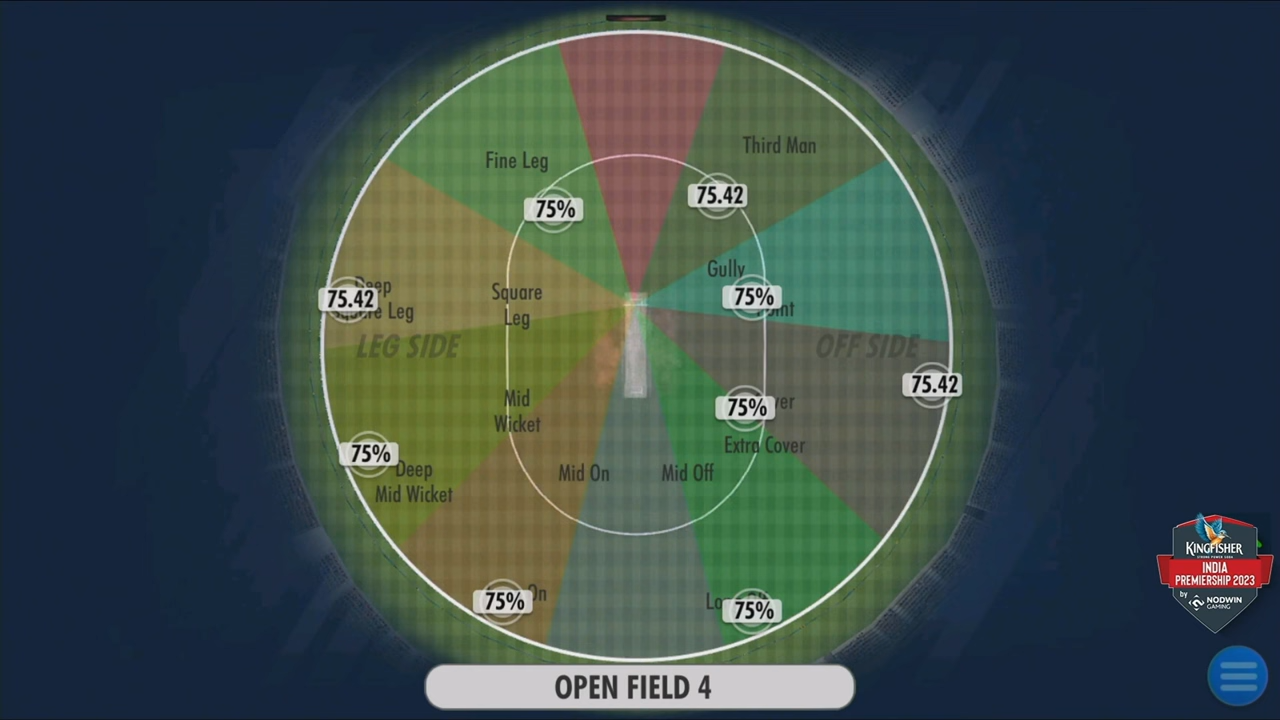 Third Man
Fine Leg
75.42
75%
Gully
75%
Square
Leg
75.42
LEG SIDE
OFF SIDE
75.42
Mid
Wicket
75%
Extra Cover
75%
Deep
Mid Wicket
Mid On
Mid Off
75%
On
75%
OPEN FIELD 4
KINGFISHER
INDIA
PREMIERSHIP 2023
by NODWIN
GAMING